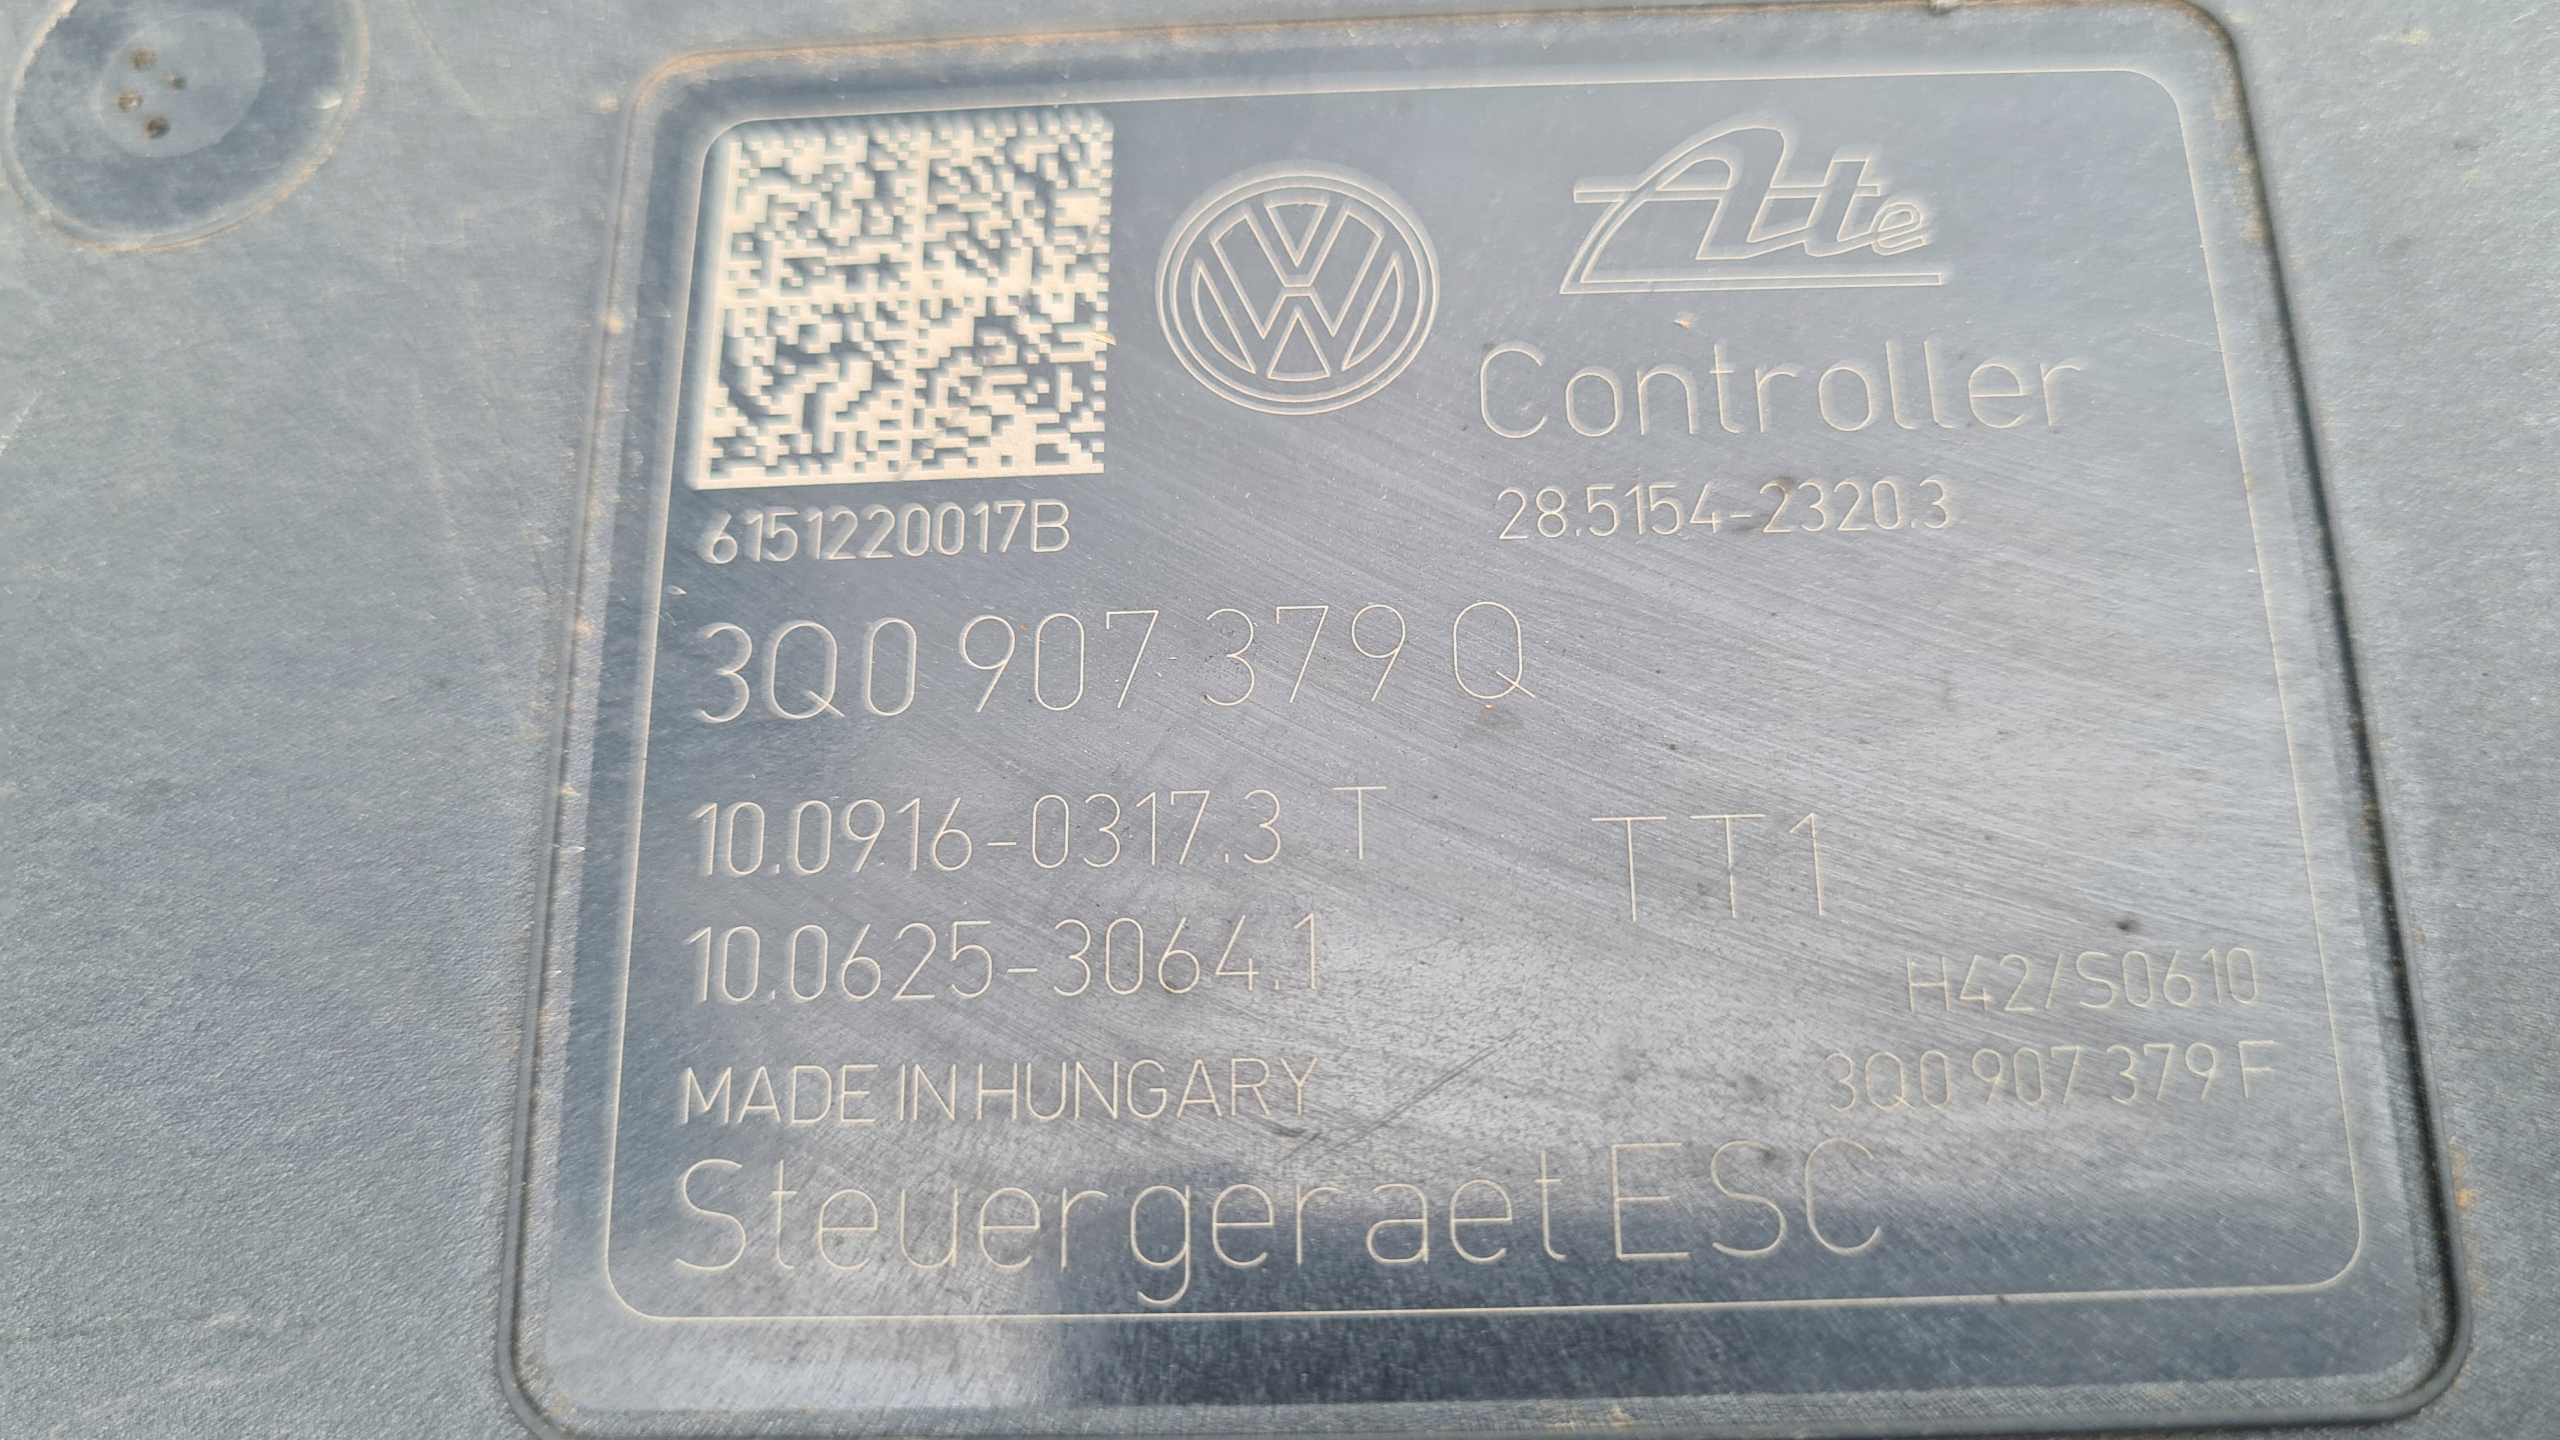 Ate
Controller
28.5154-2320.3
6151220017B
3Q0 907 379 Q
10.0916-0317.3 T
TT1
10.0625-3064.1
H42/S0610
MADE IN HUNGARY
3Q0 907 379 F
Steuergeraet ESC